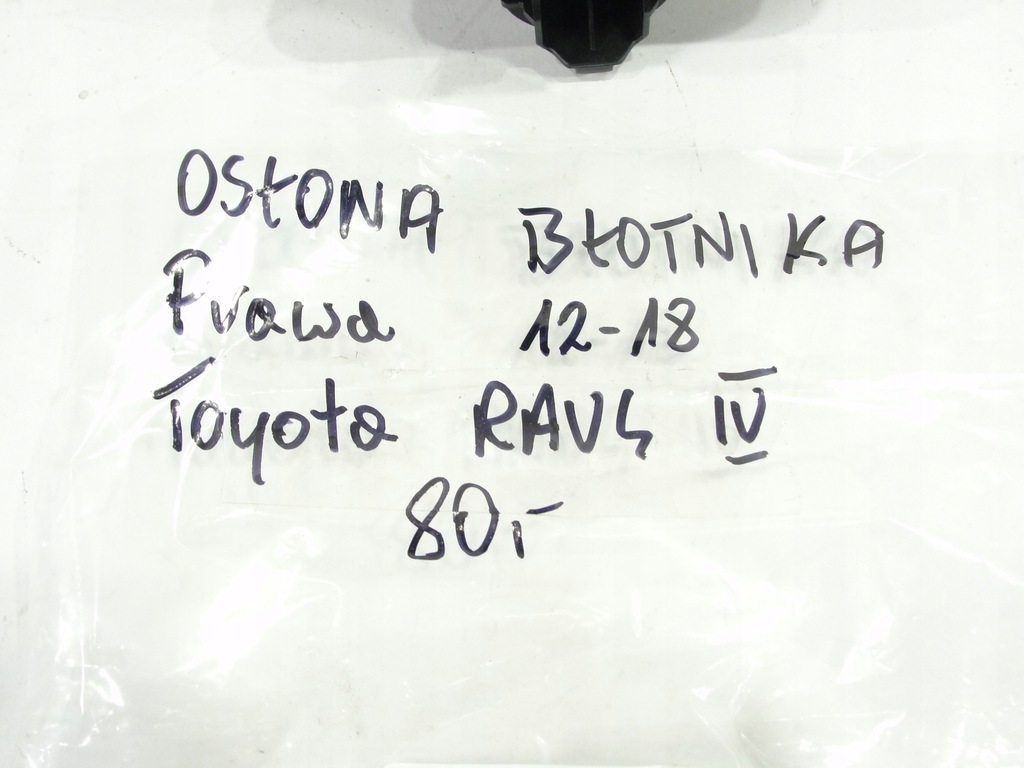 OSŁONA BŁOTNIKA
Prawa 12-18
Toyota RAV4 IV
80,-